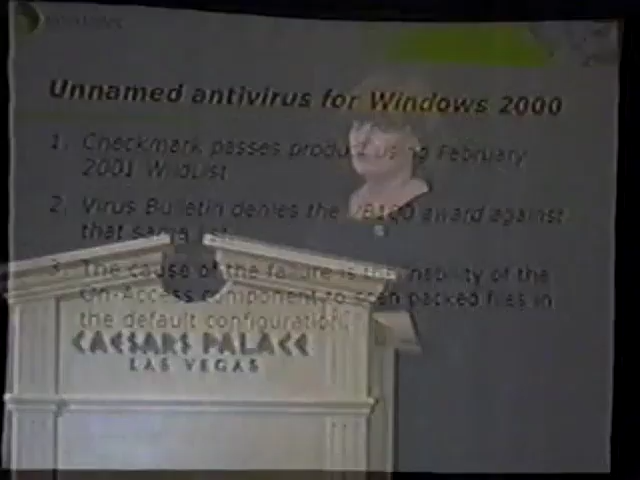 Unnamed antivirus for Windows 2000
1. Checkmark passes product using February
2001 WildList
2. Virus Bulletin denies the VB100 award against
that same list
3. The cause of the failure is the inability of the
On-Access component to scan packed files in
the default configuration.
CAESARS PALACE
LAS VEGAS